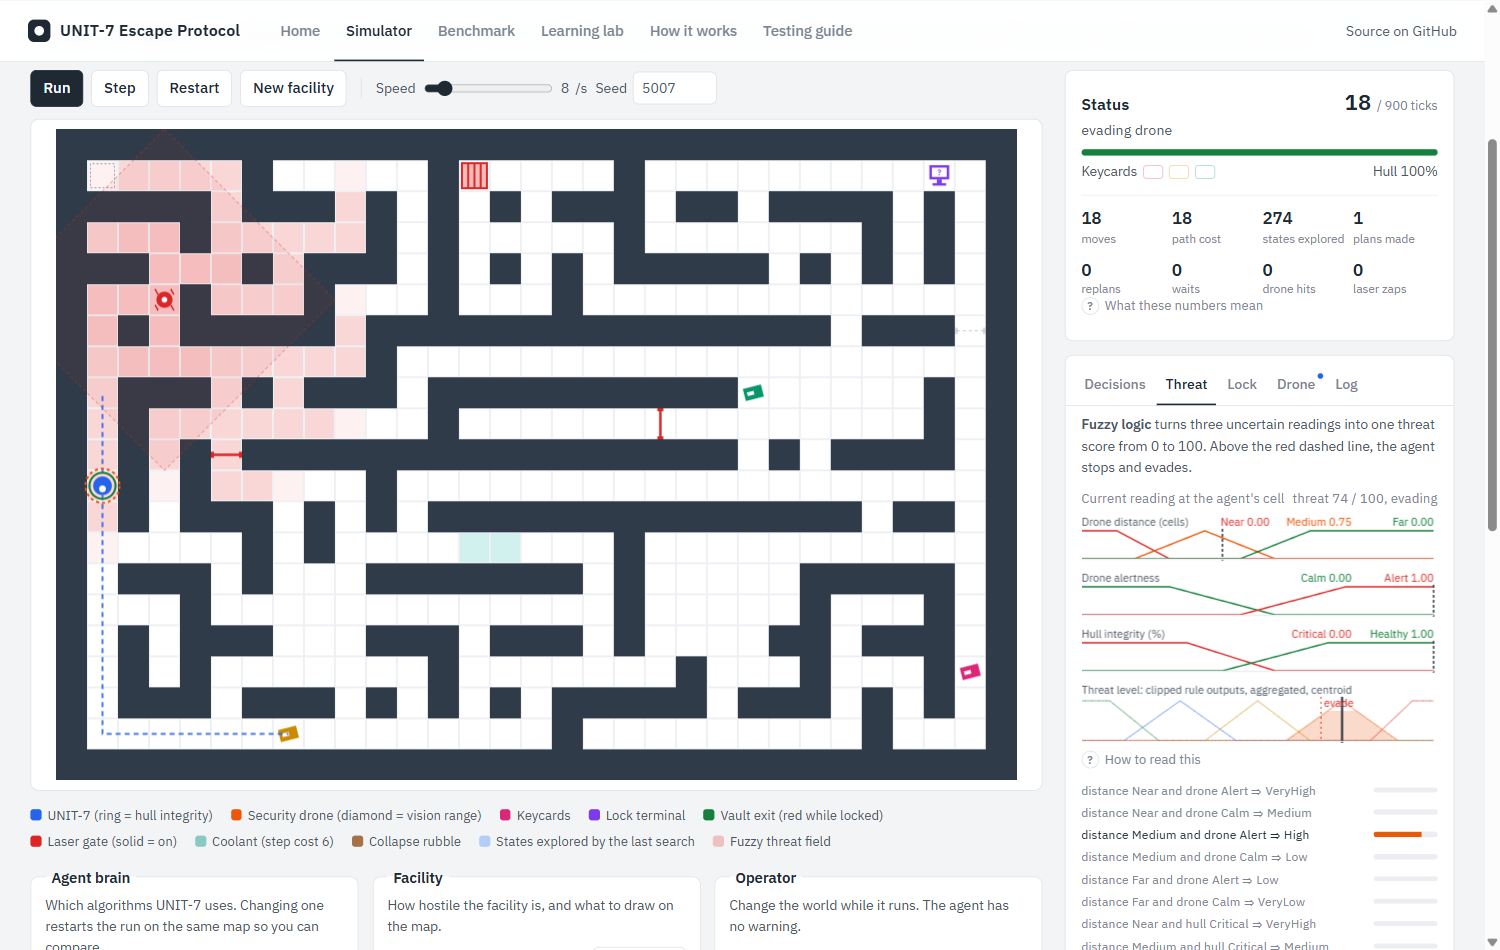 UNIT-7 Escape Protocol
Home
Simulator
Benchmark
Learning lab
How it works
Testing guide
Source on GitHub
Run
Step
Restart
New facility
Speed
8 /s
Seed
5007
?
UNIT-7 (ring = hull integrity)
Security drone (diamond = vision range)
Keycards
Lock terminal
Vault exit (red while locked)
Laser gate (solid = on)
Coolant (step cost 6)
Collapse rubble
States explored by the last search
Fuzzy threat field
Agent brain
Which algorithms UNIT-7 uses. Changing one
restarts the run on the same map so you can
compare.
Facility
How hostile the facility is, and what to draw on
the map.
Operator
Change the world while it runs. The agent has
no warning.
Status
18 / 900 ticks
evading drone
Keycards
Hull 100%
18
moves
18
path cost
274
states explored
1
plans made
0
replans
0
waits
0
drone hits
0
laser zaps
? What these numbers mean
Decisions
Threat
Lock
Drone
Log
Fuzzy logic turns three uncertain readings into one threat
score from 0 to 100. Above the red dashed line, the agent
stops and evades.
Current reading at the agent's cell threat 74 / 100, evading
Drone distance (cells) Near 0.00 Medium 0.75 Far 0.00
Drone alertness Calm 0.00 Alert 1.00
Hull integrity (%) Critical 0.00 Healthy 1.00
Threat level: clipped rule outputs, aggregated, centroid
evade
? How to read this
distance Near and drone Alert ⇒ VeryHigh
distance Near and drone Calm ⇒ Medium
distance Medium and drone Alert ⇒ High
distance Medium and drone Calm ⇒ Low
distance Far and drone Alert ⇒ Low
distance Far and drone Calm ⇒ VeryLow
distance Near and hull Critical ⇒ VeryHigh
distance Medium and hull Critical ⇒ Medium